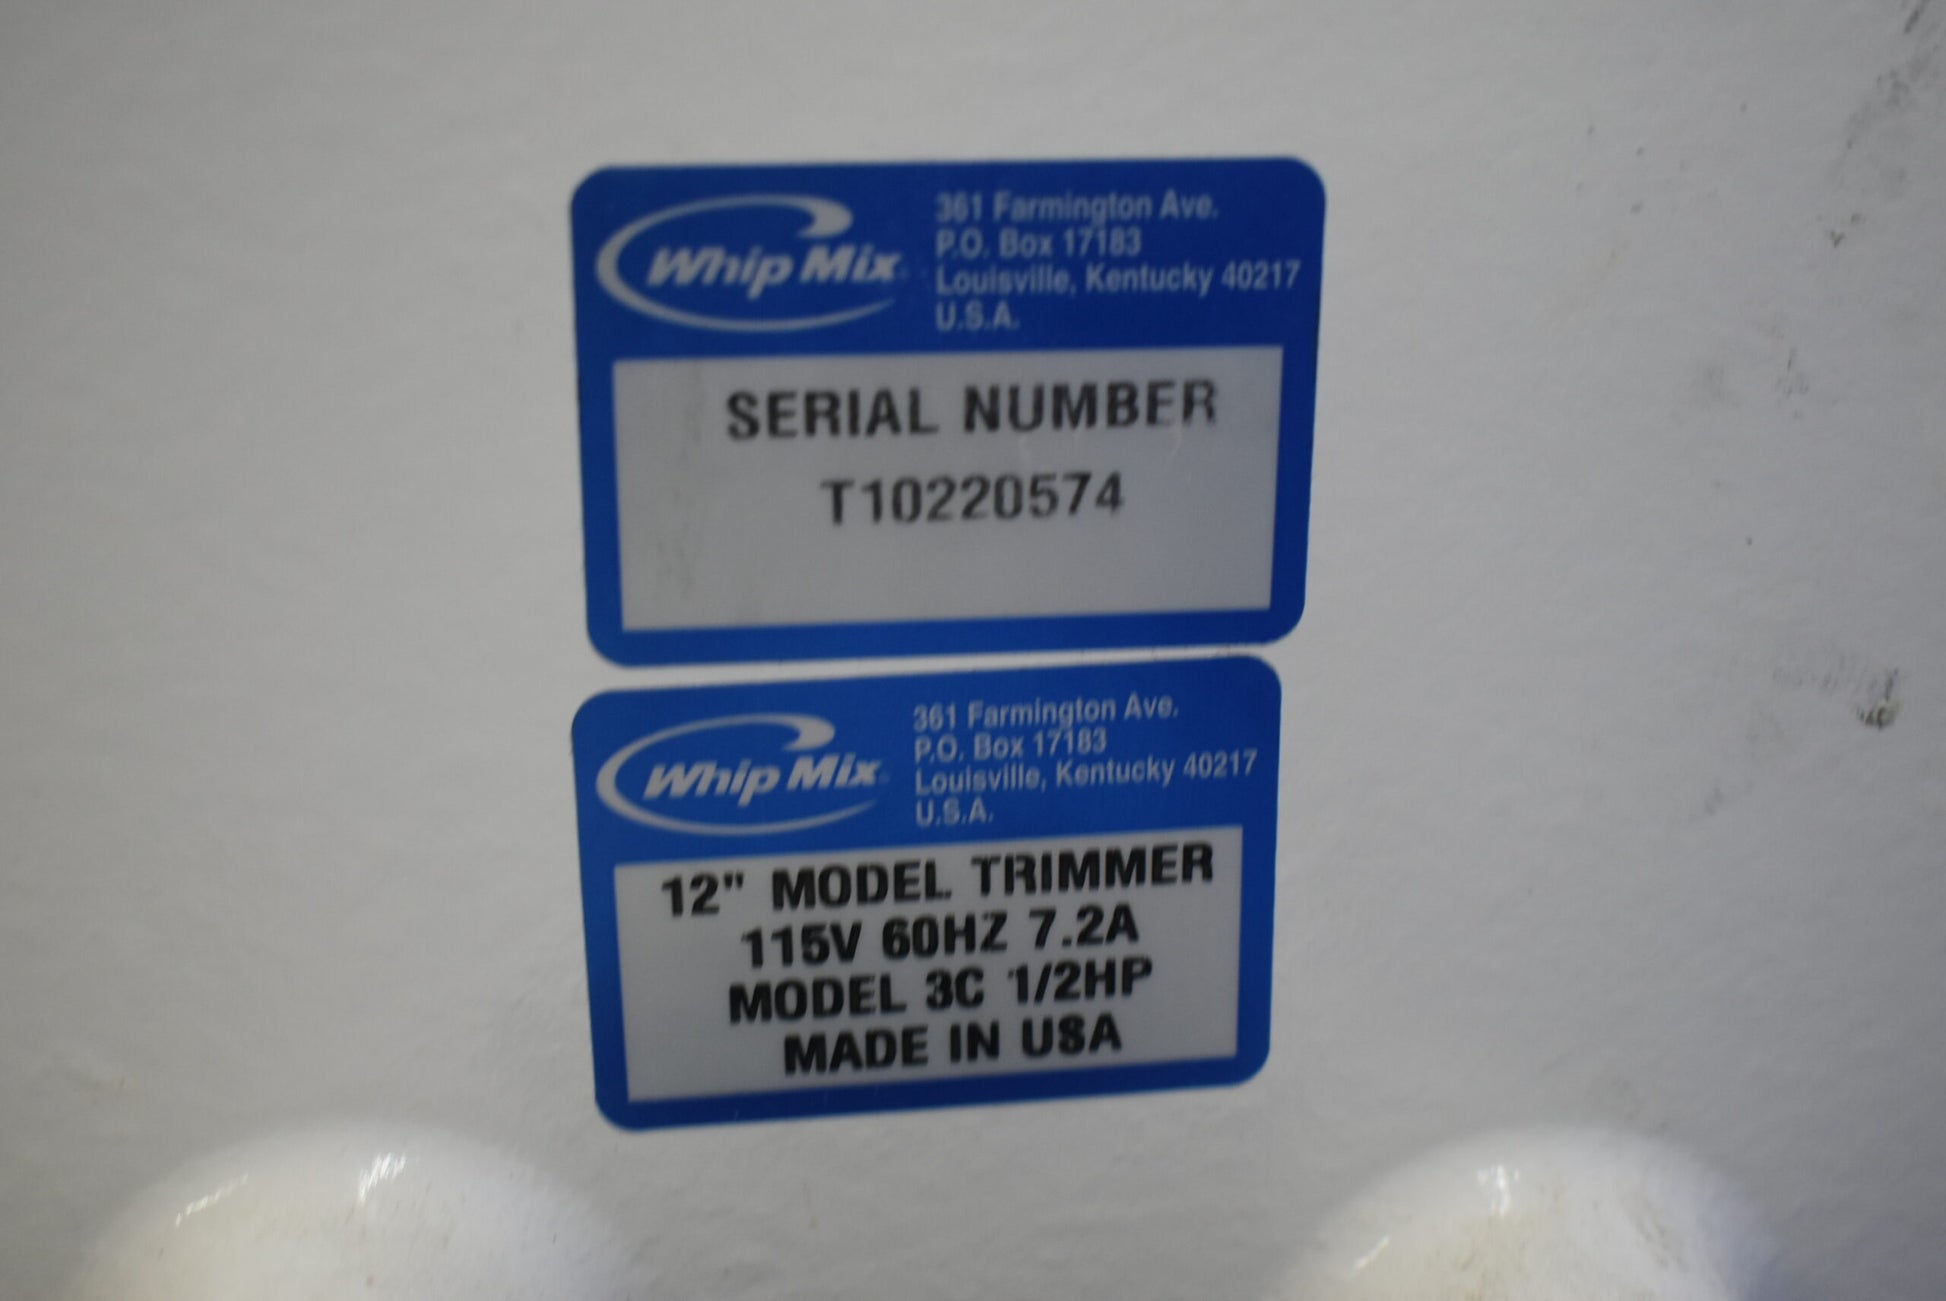 Whip Mix
361 Farmington Ave.
P.O. Box 17183
Louisville, Kentucky 40217
U.S.A.
SERIAL NUMBER
T10220574
Whip Mix
361 Farmington Ave.
P.O. Box 17183
Louisville, Kentucky 40217
U.S.A.
12" MODEL TRIMMER
115V 60HZ 7.2A
MODEL 3C 1/2HP
MADE IN USA